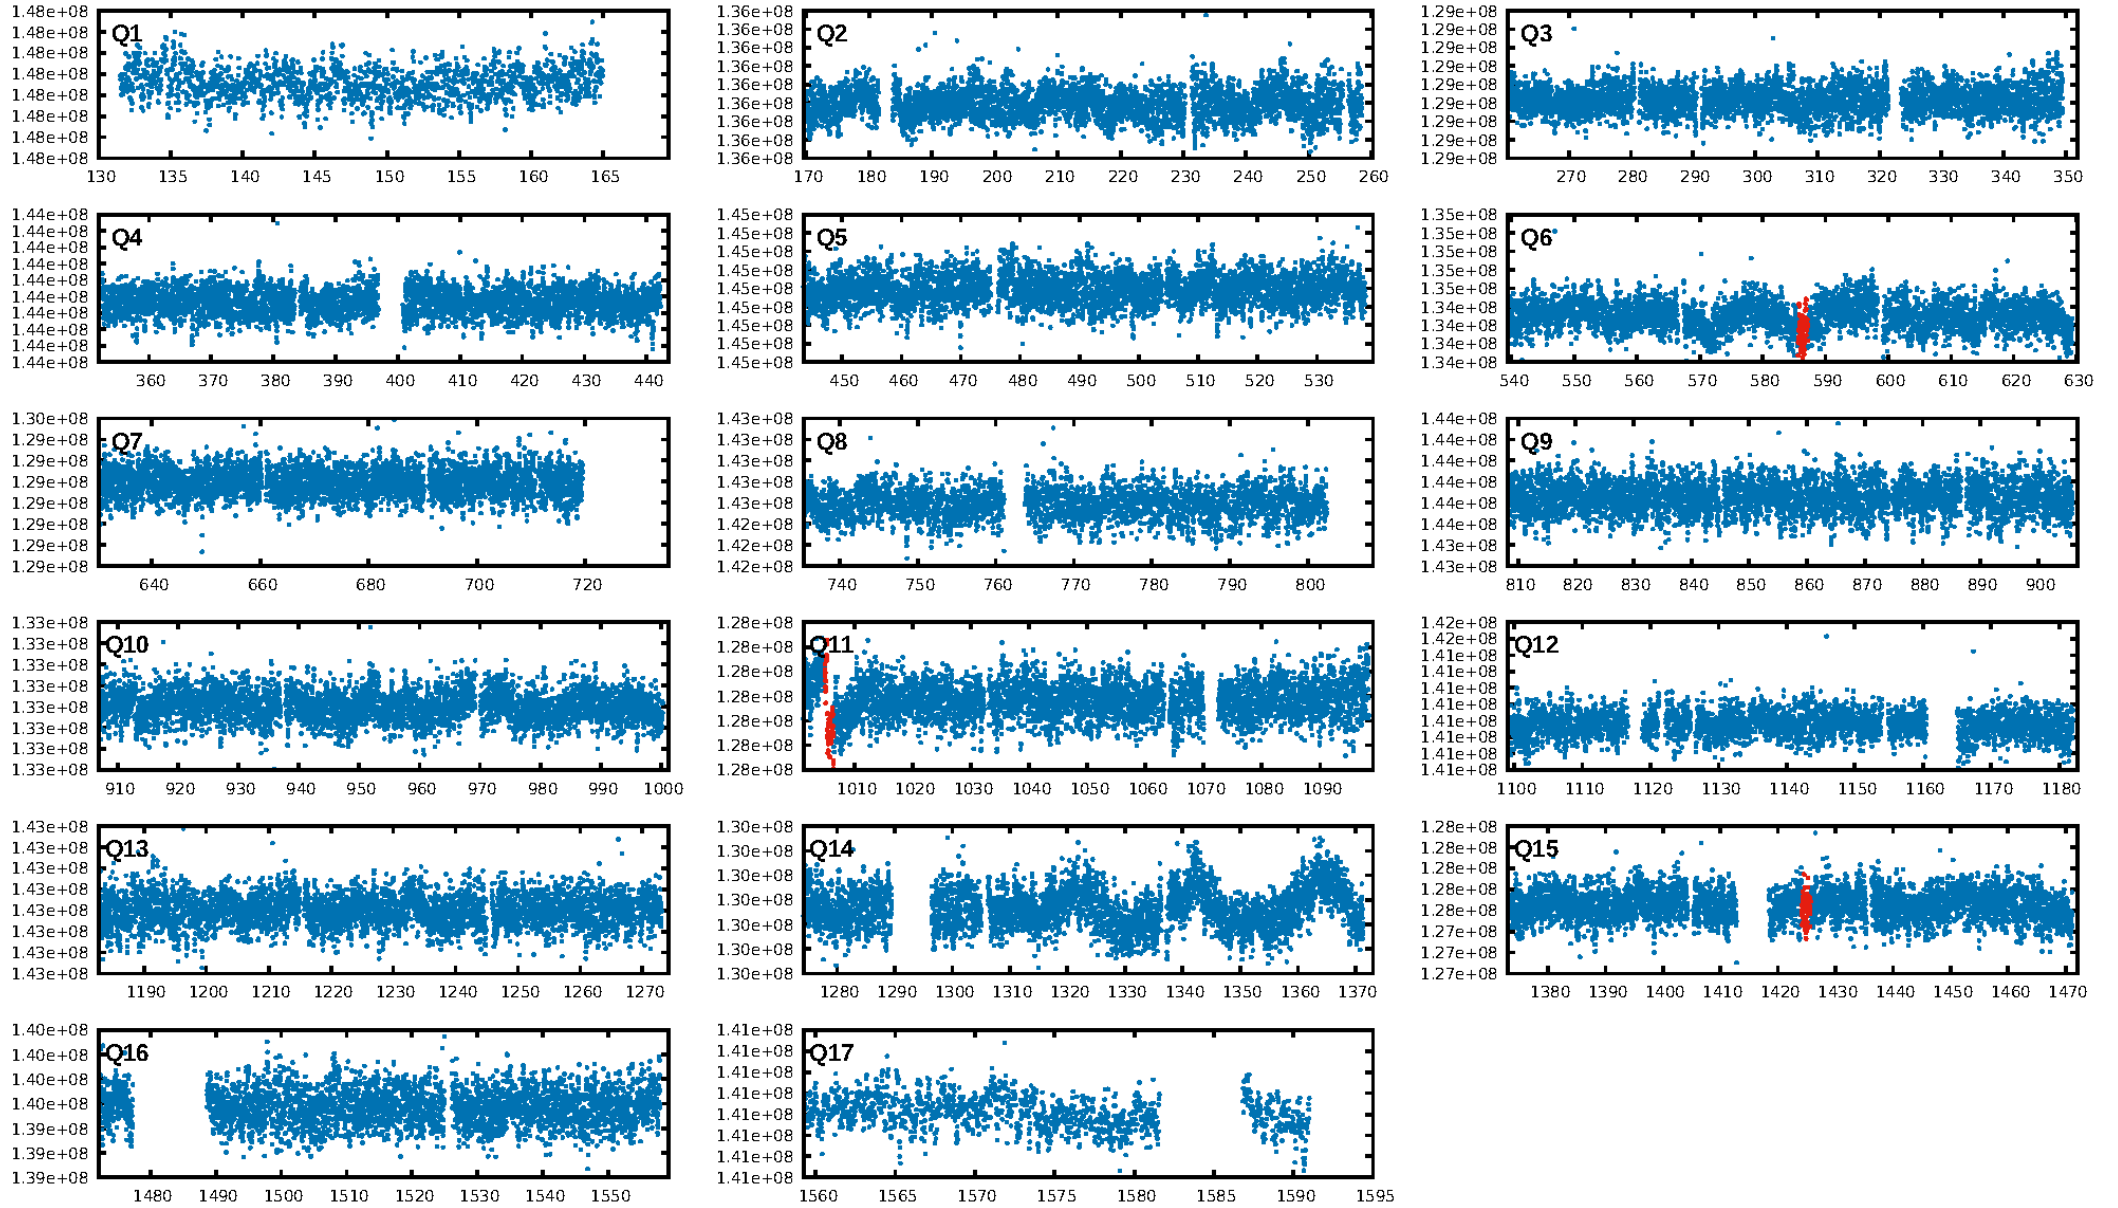 Q1
1.48e+08
1.48e+08
1.48e+08
1.48e+08
1.48e+08
1.48e+08
1.48e+08
1.48e+08
130 135 140 145 150 155 160 165
Q2
1.36e+08
1.36e+08
1.36e+08
1.36e+08
1.36e+08
1.36e+08
1.36e+08
1.36e+08
1.36e+08
170 180 190 200 210 220 230 240 250 260
Q3
1.29e+08
1.29e+08
1.29e+08
1.29e+08
1.29e+08
1.29e+08
1.29e+08
1.29e+08
1.29e+08
270 280 290 300 310 320 330 340 350
Q4
1.44e+08
1.44e+08
1.44e+08
1.44e+08
1.44e+08
1.44e+08
1.44e+08
1.44e+08
1.44e+08
1.44e+08
360 370 380 390 400 410 420 430 440
Q5
1.45e+08
1.45e+08
1.45e+08
1.45e+08
1.45e+08
1.45e+08
1.45e+08
1.45e+08
1.45e+08
450 460 470 480 490 500 510 520 530
Q6
1.35e+08
1.35e+08
1.35e+08
1.35e+08
1.35e+08
1.34e+08
1.34e+08
1.34e+08
1.34e+08
540 550 560 570 580 590 600 610 620 630
Q7
1.30e+08
1.29e+08
1.29e+08
1.29e+08
1.29e+08
1.29e+08
1.29e+08
1.29e+08
640 660 680 700 720
Q8
1.43e+08
1.43e+08
1.43e+08
1.43e+08
1.43e+08
1.42e+08
1.42e+08
1.42e+08
740 750 760 770 780 790 800
Q9
1.44e+08
1.44e+08
1.44e+08
1.44e+08
1.44e+08
1.44e+08
1.43e+08
1.43e+08
810 820 830 840 850 860 870 880 890 900
Q10
1.33e+08
1.33e+08
1.33e+08
1.33e+08
1.33e+08
1.33e+08
1.33e+08
1.33e+08
910 920 930 940 950 960 970 980 990 1000
Q11
1.28e+08
1.28e+08
1.28e+08
1.28e+08
1.28e+08
1.28e+08
1.28e+08
1010 1020 1030 1040 1050 1060 1070 1080 1090
Q12
1.42e+08
1.42e+08
1.41e+08
1.41e+08
1.41e+08
1.41e+08
1.41e+08
1.41e+08
1.41e+08
1.41e+08
1100 1110 1120 1130 1140 1150 1160 1170 1180
Q13
1.43e+08
1.43e+08
1.43e+08
1.43e+08
1.43e+08
1.43e+08
1.43e+08
1.43e+08
1190 1200 1210 1220 1230 1240 1250 1260 1270
Q14
1.30e+08
1.30e+08
1.30e+08
1.30e+08
1.30e+08
1.30e+08
1.30e+08
1280 1290 1300 1310 1320 1330 1340 1350 1360 1370
Q15
1.28e+08
1.28e+08
1.28e+08
1.28e+08
1.28e+08
1.27e+08
1.27e+08
1.27e+08
1380 1390 1400 1410 1420 1430 1440 1450 1460 1470
Q16
1.40e+08
1.40e+08
1.40e+08
1.40e+08
1.39e+08
1.39e+08
1.39e+08
1480 1490 1500 1510 1520 1530 1540 1550
Q17
1.41e+08
1.41e+08
1.41e+08
1.41e+08
1.41e+08
1.41e+08
1.41e+08
1.41e+08
1560 1565 1570 1575 1580 1585 1590 1595